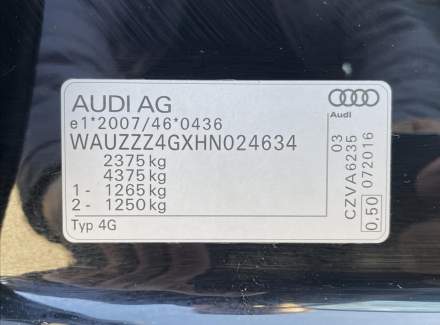 AUDI AG
e1*2007/46*0436
WAUZZZ4GXHN024634
2375 kg
4375 kg
1 - 1265 kg
2 - 1250 kg
Typ 4G
Audi
03
CZVA6235
0,50 072016